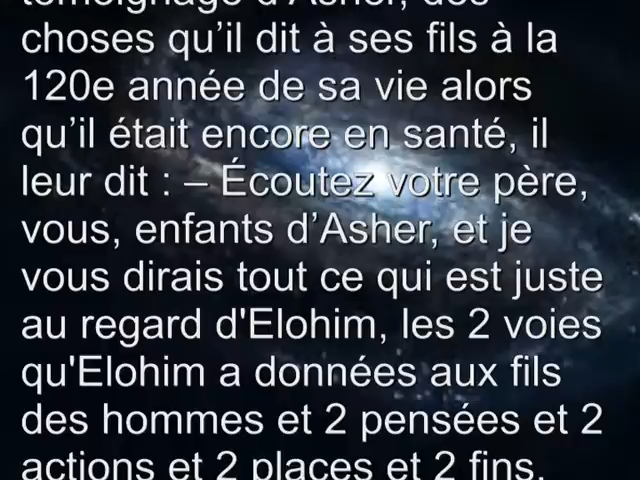 témoignage d'Asher, des
choses qu’il dit à ses fils à la
120e année de sa vie alors
qu’il était encore en santé, il
leur dit : – Écoutez votre père,
vous, enfants d’Asher, et je
vous dirais tout ce qui est juste
au regard d'Elohim, les 2 voies
qu'Elohim a données aux fils
des hommes et 2 pensées et 2
actions et 2 places et 2 fins.